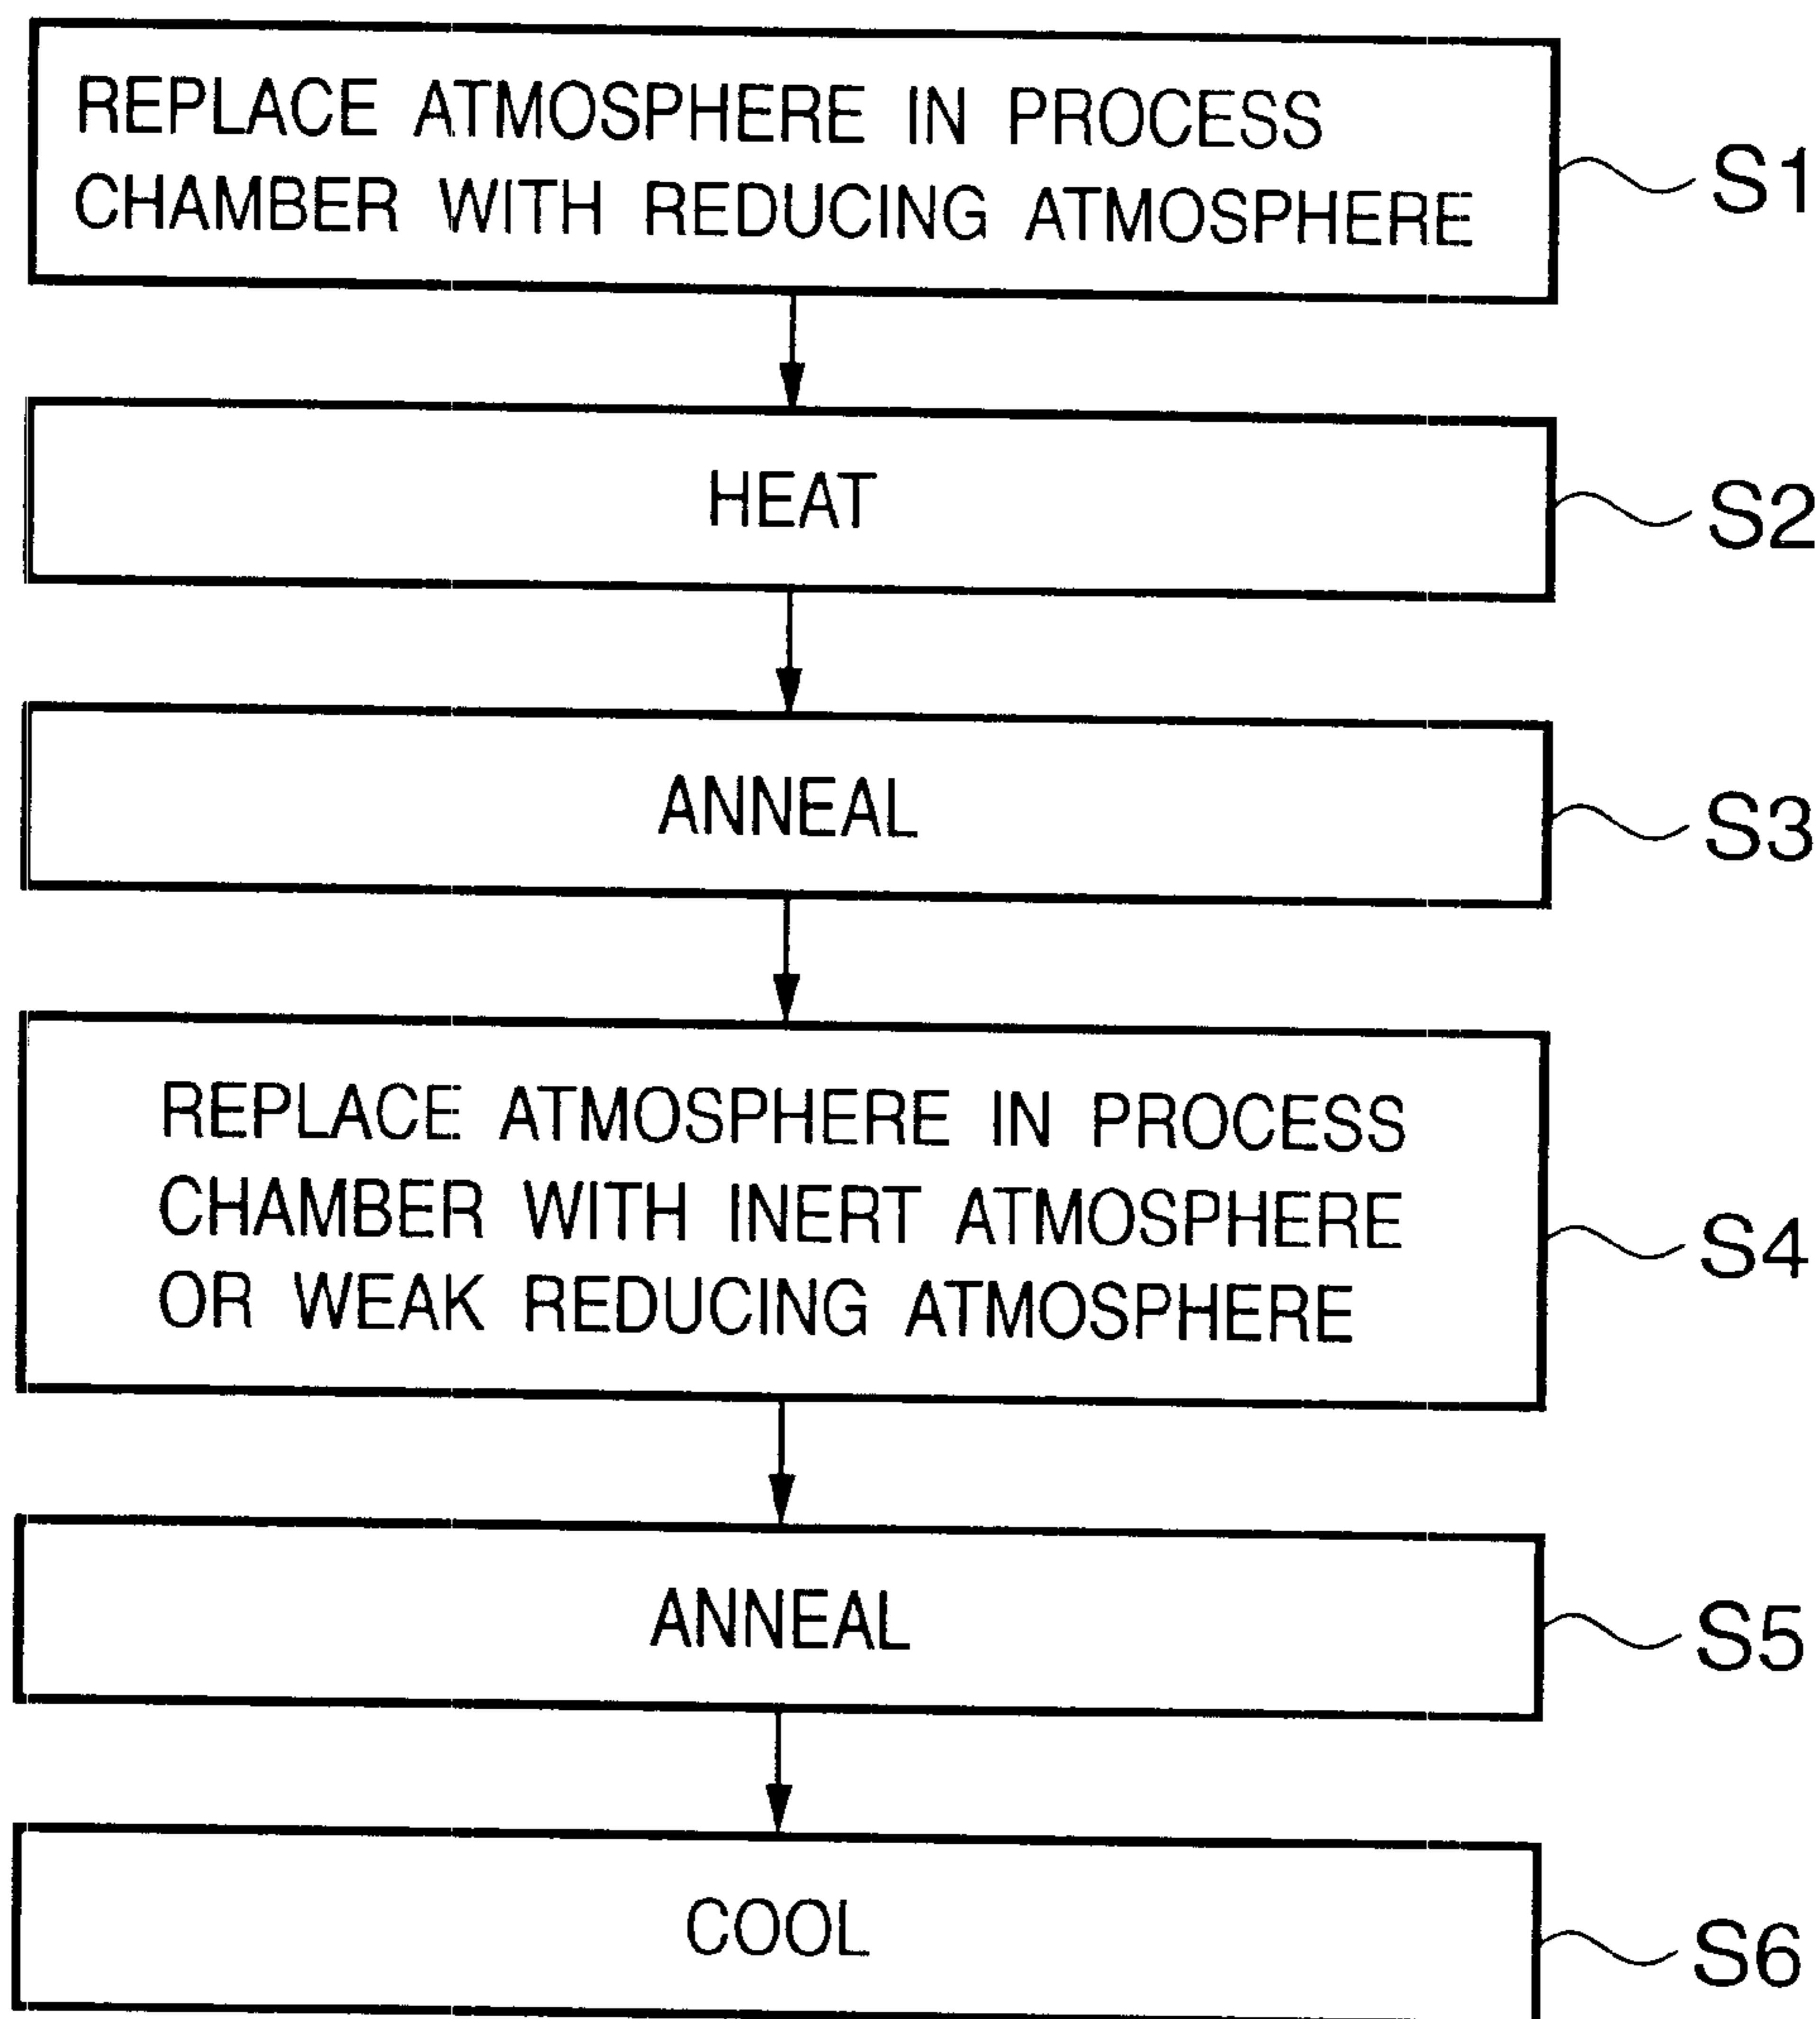 REPLACE ATMOSPHERE IN PROCESS
CHAMBER WITH REDUCING ATMOSPHERE
S1
HEAT
S2
ANNEAL
S3
REPLACE ATMOSPHERE IN PROCESS
CHAMBER WITH INERT ATMOSPHERE
OR WEAK REDUCING ATMOSPHERE
S4
ANNEAL
S5
COOL
S6